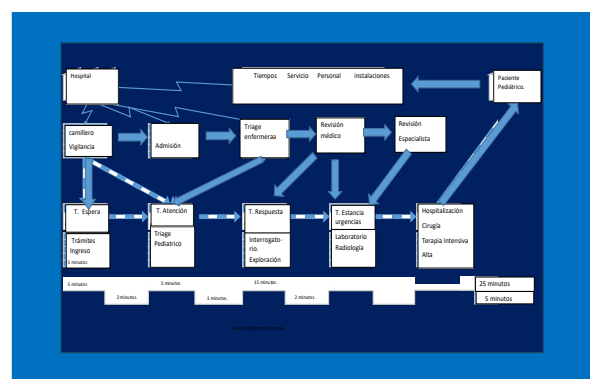 Hospital
Tiempos Servicio Personal instalaciones
Paciente
Pediátrico.
camillero
Vigilancia
Admisión
Triage
enfermeraa
Revisión
médico
Revisión
Especialista
T. Espera
T. Atención
T. Respuesta
T. Estancia
urgencias
Hospitalización
Cirugía
Terapia Intensiva
Alta
Trámites
Ingreso
5 minutos
Triage
Pediatrico
Interrogato-
rio.
Exploración
Laboratorio
Radiología
5 minutos
5 minutos
15 minutos.
25 minutos
2 minutos.
1 minutos.
2 minutos.
5 minutos